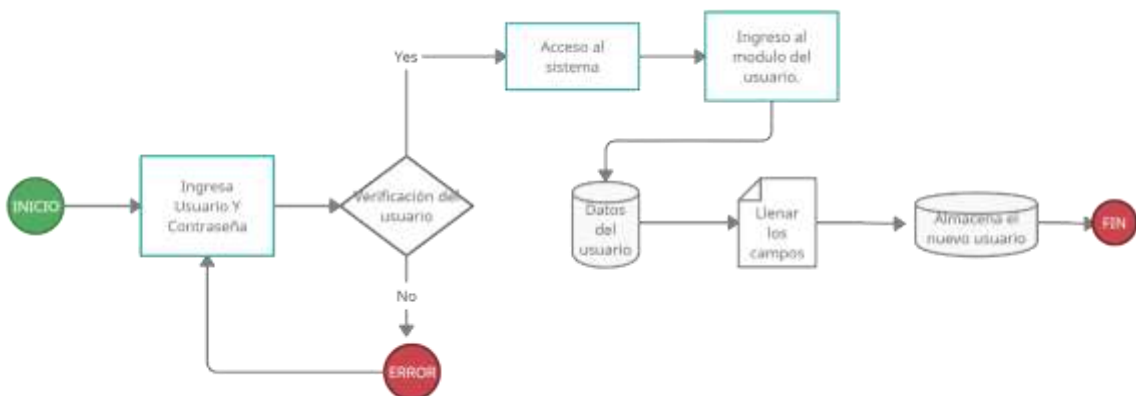 INICIO
Ingresa
Usuario Y
Contraseña
Verificación del
usuario
Yes
Acceso al
sistema
Ingreso al
modulo del
usuario.
Datos
del
usuario
Llenar
los
campos
Almacena el
nuevo usuario
FIN
No
ERROR